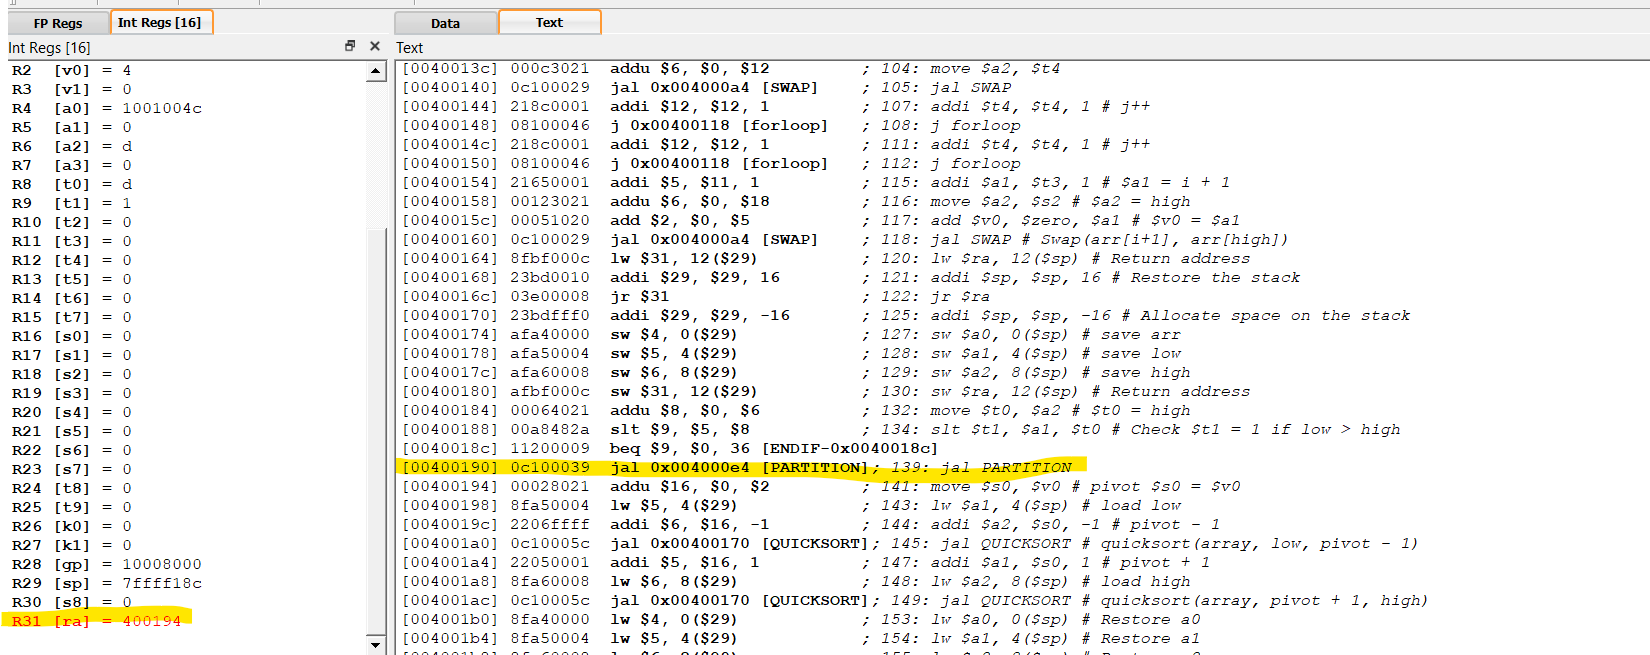 FP Regs
Int Regs [16]
Data
Text
Int Regs [16]
Text
R2 [v0] = 4
R3 [v1] = 0
R4 [a0] = 1001004c
R5 [a1] = 0
R6 [a2] = d
R7 [a3] = 0
R8 [t0] = d
R9 [t1] = 1
R10 [t2] = 0
R11 [t3] = 0
R12 [t4] = 0
R13 [t5] = 0
R14 [t6] = 0
R15 [t7] = 0
R16 [s0] = 0
R17 [s1] = 0
R18 [s2] = 0
R19 [s3] = 0
R20 [s4] = 0
R21 [s5] = 0
R22 [s6] = 0
R23 [s7] = 0
R24 [t8] = 0
R25 [t9] = 0
R26 [k0] = 0
R27 [k1] = 0
R28 [gp] = 10008000
R29 [sp] = 7ffff18c
R30 [s8] = 0
R31 [ra] = 400194
[0040013c] 000c3021 addu $6, $0, $12 ; 104: move $a2, $t4
[00400140] 0c100029 jal 0x004000a4 [SWAP] ; 105: jal SWAP
[00400144] 218c0001 addi $12, $12, 1 ; 107: addi $t4, $t4, 1 # j++
[00400148] 08100046 j 0x00400118 [forloop] ; 108: j forloop
[0040014c] 218c0001 addi $12, $12, 1 ; 111: addi $t4, $t4, 1 # j++
[00400150] 08100046 j 0x00400118 [forloop] ; 112: j forloop
[00400154] 21650001 addi $5, $11, 1 ; 115: addi $a1, $t3, 1 # $a1 = i + 1
[00400158] 00123021 addu $6, $0, $18 ; 116: move $a2, $s2 # $a2 = high
[0040015c] 00051020 add $2, $0, $5 ; 117: add $v0, $zero, $a1 # $v0 = $a1
[00400160] 0c100029 jal 0x004000a4 [SWAP] ; 118: jal SWAP # Swap(arr[i+1], arr[high])
[00400164] 8fbf000c lw $31, 12($29) ; 120: lw $ra, 12($sp) # Return address
[00400168] 23bd0010 addi $29, $29, 16 ; 121: addi $sp, $sp, 16 # Restore the stack
[0040016c] 03e00008 jr $31 ; 122: jr $ra
[00400170] 23bdfff0 addi $29, $29, -16 ; 125: addi $sp, $sp, -16 # Allocate space on the stack
[00400174] afa40000 sw $4, 0($29) ; 127: sw $a0, 0($sp) # save arr
[00400178] afa50004 sw $5, 4($29) ; 128: sw $a1, 4($sp) # save low
[0040017c] afa60008 sw $6, 8($29) ; 129: sw $a2, 8($sp) # save high
[00400180] afbf000c sw $31, 12($29) ; 130: sw $ra, 12($sp) # Return address
[00400184] 00064021 addu $8, $0, $6 ; 132: move $t0, $a2 # $t0 = high
[00400188] 00a8482a slt $9, $5, $8 ; 134: slt $t1, $a1, $t0 # Check $t1 = 1 if low > high
[0040018c] 11200009 beq $9, $0, 36 [ENDIF-0x0040018c]
[00400190] 0c100039 jal 0x004000e4 [PARTITION]; 139: jal PARTITION
[00400194] 00028021 addu $16, $0, $2 ; 141: move $s0, $v0 # pivot $s0 = $v0
[00400198] 8fa50004 lw $5, 4($29) ; 143: lw $a1, 4($sp) # load low
[0040019c] 2206ffff addi $6, $16, -1 ; 144: addi $a2, $s0, -1 # pivot - 1
[004001a0] 0c10005c jal 0x00400170 [QUICKSORT]; 145: jal QUICKSORT # quicksort(array, low, pivot - 1)
[004001a4] 22050001 addi $5, $16, 1 ; 147: addi $a1, $s0, 1 # pivot + 1
[004001a8] 8fa60008 lw $6, 8($29) ; 148: lw $a2, 8($sp) # load high
[004001ac] 0c10005c jal 0x00400170 [QUICKSORT]; 149: jal QUICKSORT # quicksort(array, pivot + 1, high)
[004001b0] 8fa40000 lw $4, 0($29) ; 153: lw $a0, 0($sp) # Restore a0
[004001b4] 8fa50004 lw $5, 4($29) ; 154: lw $a1, 4($sp) # Restore a1